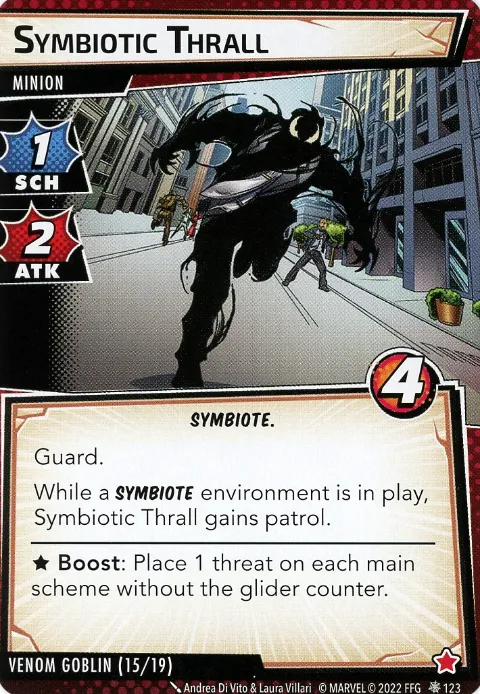 SYMBIOTIC THRALL
MINION
1
SCH
2
ATK
4
SYMBIOTE.
Guard.
While a SYMBIOTE environment is in play,
Symbiotic Thrall gains patrol.
★ Boost: Place 1 threat on each main
scheme without the glider counter.
VENOM GOBLIN (15/19)
Andrea Di Vito & Laura Villari © MARVEL © 2022 FFG 123